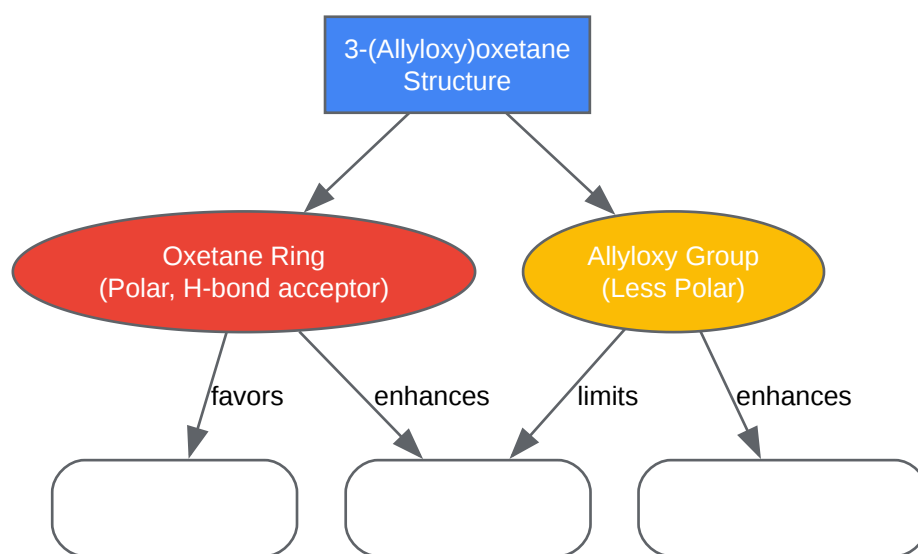 3-(Allyloxy)oxetane
Structure
Oxetane Ring
(Polar, H-bond acceptor)
Allyloxy Group
(Less Polar)
favors
enhances
limits
enhances